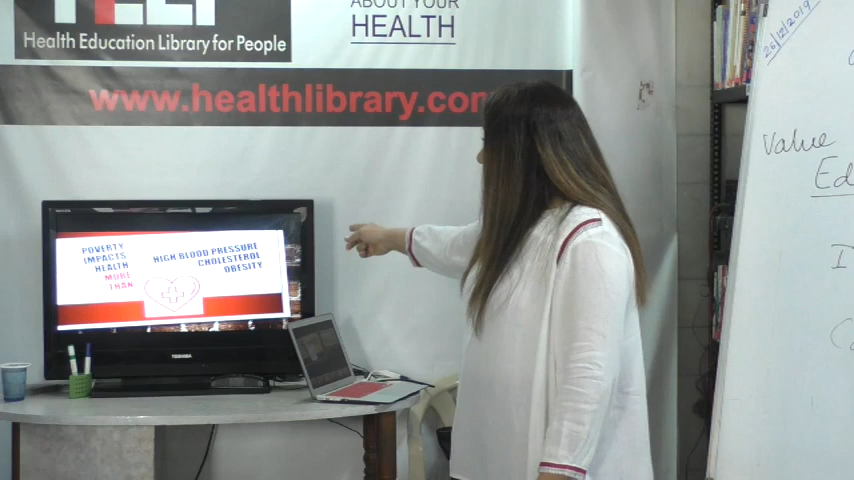 HELP
Health Education Library for People
ABOUT YOUR
HEALTH
www.healthlibrary.com
POVERTY
IMPACTS
HEALTH
MORE
THAN
HIGH BLOOD PRESSURE
CHOLESTEROL
OBESITY
TOSHIBA
26/12/2019
Value
Ed